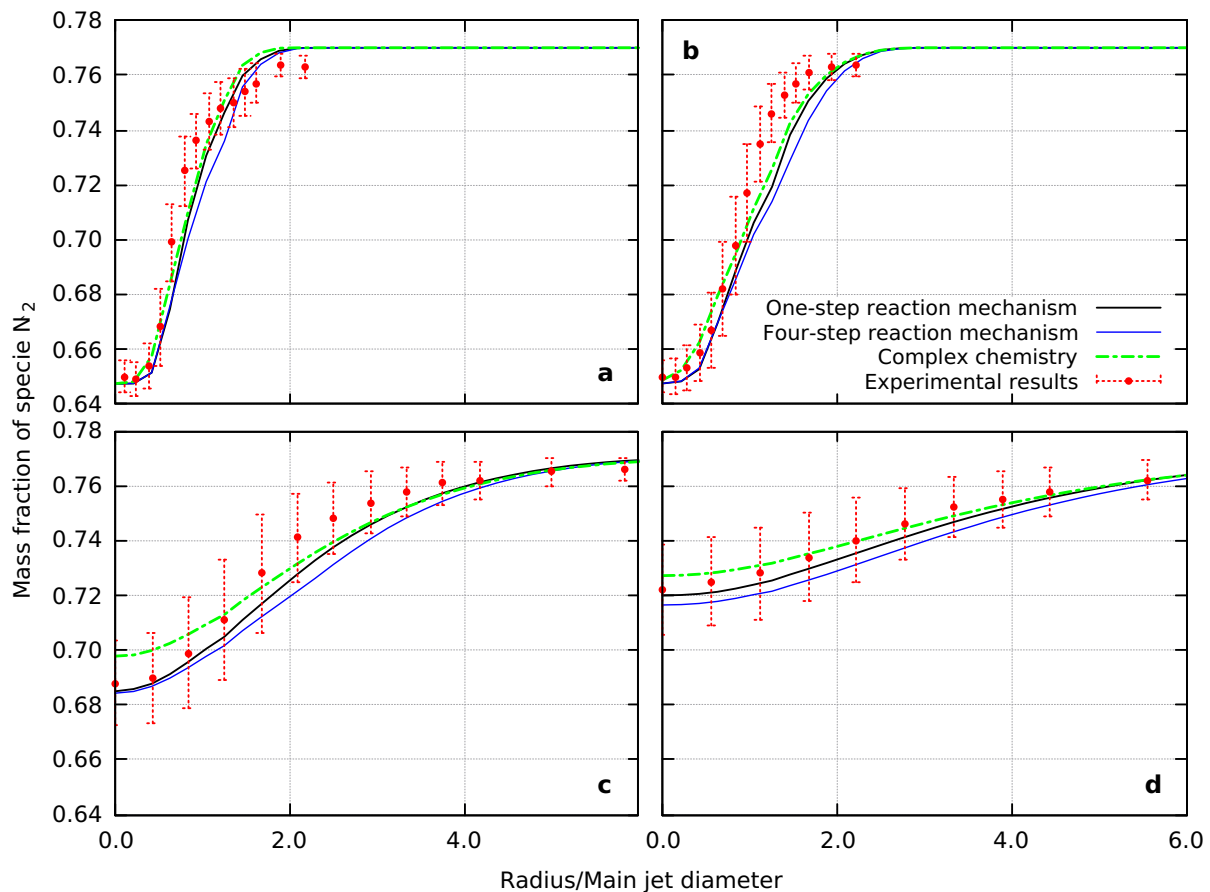 0.78
0.76
0.74
0.72
0.70
0.68
0.66
0.64
a
b
One-step reaction mechanism
Four-step reaction mechanism
Complex chemistry
Experimental results
Mass fraction of specie N2
0.78
0.76
0.74
0.72
0.70
0.68
0.66
0.64
c
d
0.0 2.0 4.0 0.0 2.0 4.0 6.0
Radius/Main jet diameter